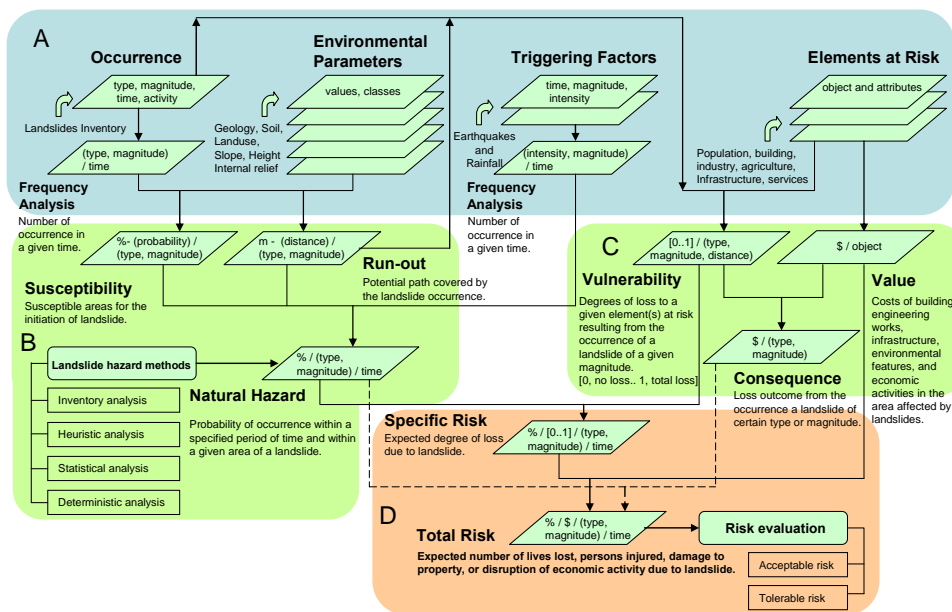 A
Occurrence
type, magnitude,
time, activity
Landslides Inventory
(type, magnitude)
/ time
Frequency
Analysis
Number of
occurrence in
a given time.
Environmental
Parameters
values, classes
Geology, Soil,
Landuse,
Slope, Height
Internal relief
Triggering Factors
time, magnitude,
intensity
Earthquakes
and
Rainfall
(intensity, magnitude)
/ time
Frequency
Analysis
Number of
occurrence in
a given time.
Elements at Risk
object and attributes
Population, building,
industry, agriculture,
Infrastructure, services
%- (probability) /
(type, magnitude)
m - (distance) /
(type, magnitude)
Susceptibility
Susceptible areas for the
initiation of landslide.
Run-out
Potential path covered by
the landslide occurrence.
B
Landslide hazard methods
Inventory analysis
Heuristic analysis
Statistical analysis
Deterministic analysis
% / (type,
magnitude) / time
Natural Hazard
Probability of occurrence within a
specified period of time and within
a given area of a landslide.
C
[0..1] / (type,
magnitude, distance)
Vulnerability
Degrees of loss to a
given element(s) at risk
resulting from the
occurrence of a
landslide of a given
magnitude.
[0, no loss.. 1, total loss]
$ / object
Value
Costs of building,
engineering
works,
infrastructure,
environmental
features, and
economic
activities in the
area affected by
landslides.
$ / (type,
magnitude)
Consequence
Loss outcome from the
occurrence a landslide of
certain type or magnitude.
Specific Risk
Expected degree of loss
due to landslide.
% / [0..1] / (type,
magnitude) / time
D
Total Risk
% / $ / (type,
magnitude) / time
Expected number of lives lost, persons injured, damage to
property, or disruption of economic activity due to landslide.
Risk evaluation
Acceptable risk
Tolerable risk